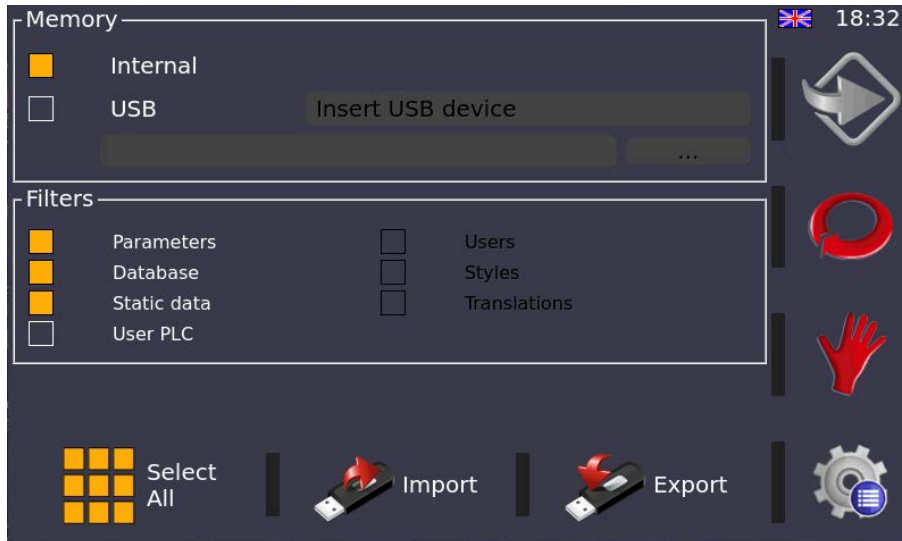 Memory
18:32
Internal
USB
Insert USB device
...
Filters
Parameters
Users
Database
Styles
Static data
Translations
User PLC
Select
All
Import
Export